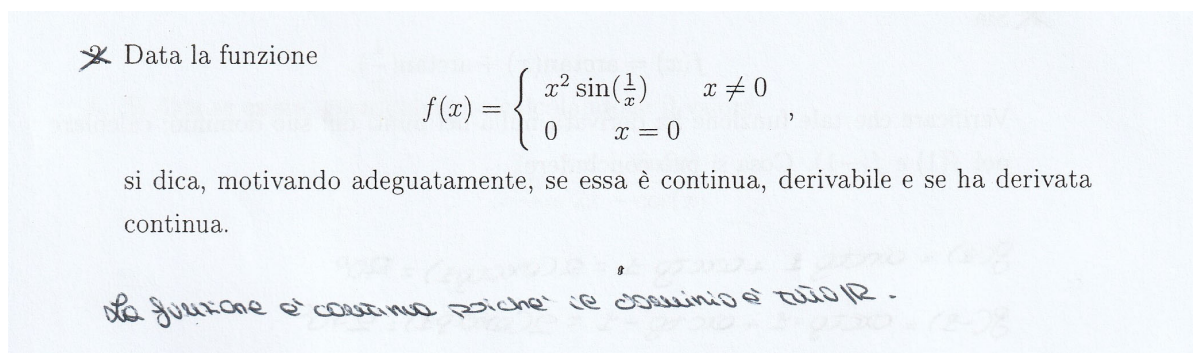 2. Data la funzione
f(x) = { x² sin(1/x)   x ≠ 0
0   x = 0 ,
si dica, motivando adeguatamente, se essa è continua, derivabile e se ha derivata
continua.
La funzione è continua poiche' il dominio e' tutto ℝ.